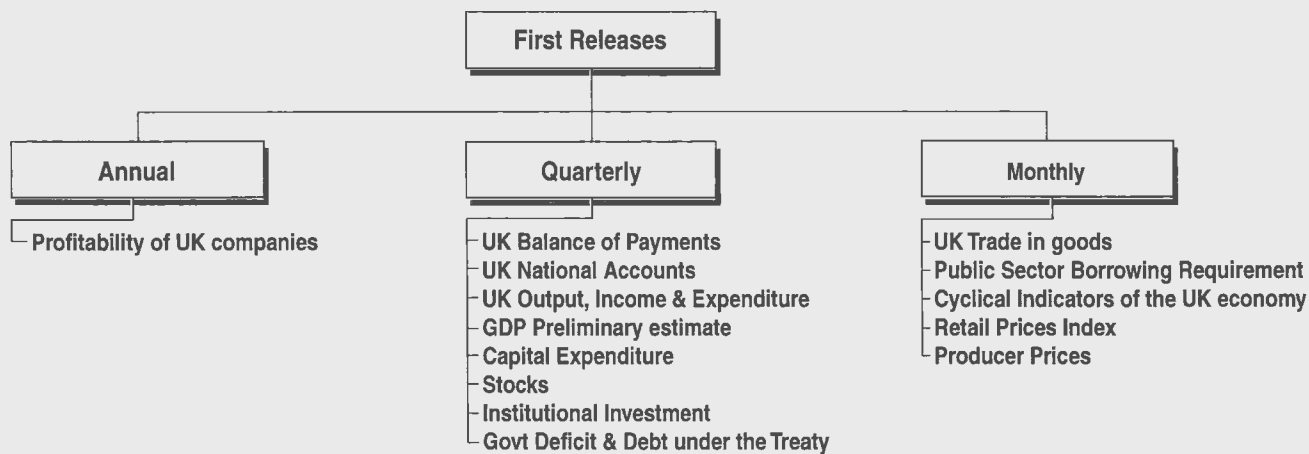 First Releases
Annual
Profitability of UK companies
Quarterly
UK Balance of Payments
UK National Accounts
UK Output, Income & Expenditure
GDP Preliminary estimate
Capital Expenditure
Stocks
Institutional Investment
Govt Deficit & Debt under the Treaty
Monthly
UK Trade in goods
Public Sector Borrowing Requirement
Cyclical Indicators of the UK economy
Retail Prices Index
Producer Prices